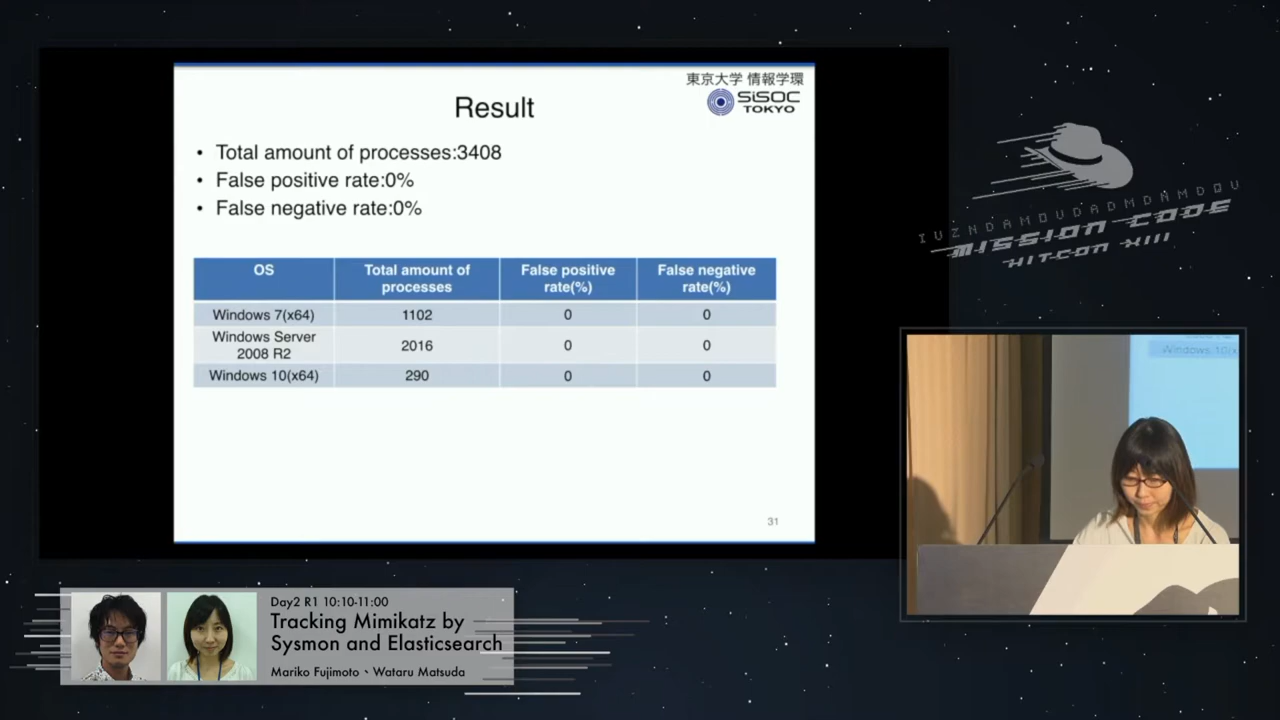 東京大学 情報学環
SiSOC
TOKYO
Result
• Total amount of processes:3408
• False positive rate:0%
• False negative rate:0%
OS
Total amount of
processes
False positive
rate(%)
False negative
rate(%)
Windows 7(x64)
1102
0
0
Windows Server
2008 R2
2016
0
0
Windows 10(x64)
290
0
0
31
MISSION CODE
HITCON XIII
Windows 10(x
Day2 R1 10:10-11:00
Tracking Mimikatz by
Sysmon and Elasticsearch
Mariko Fujimoto、Wataru Matsuda